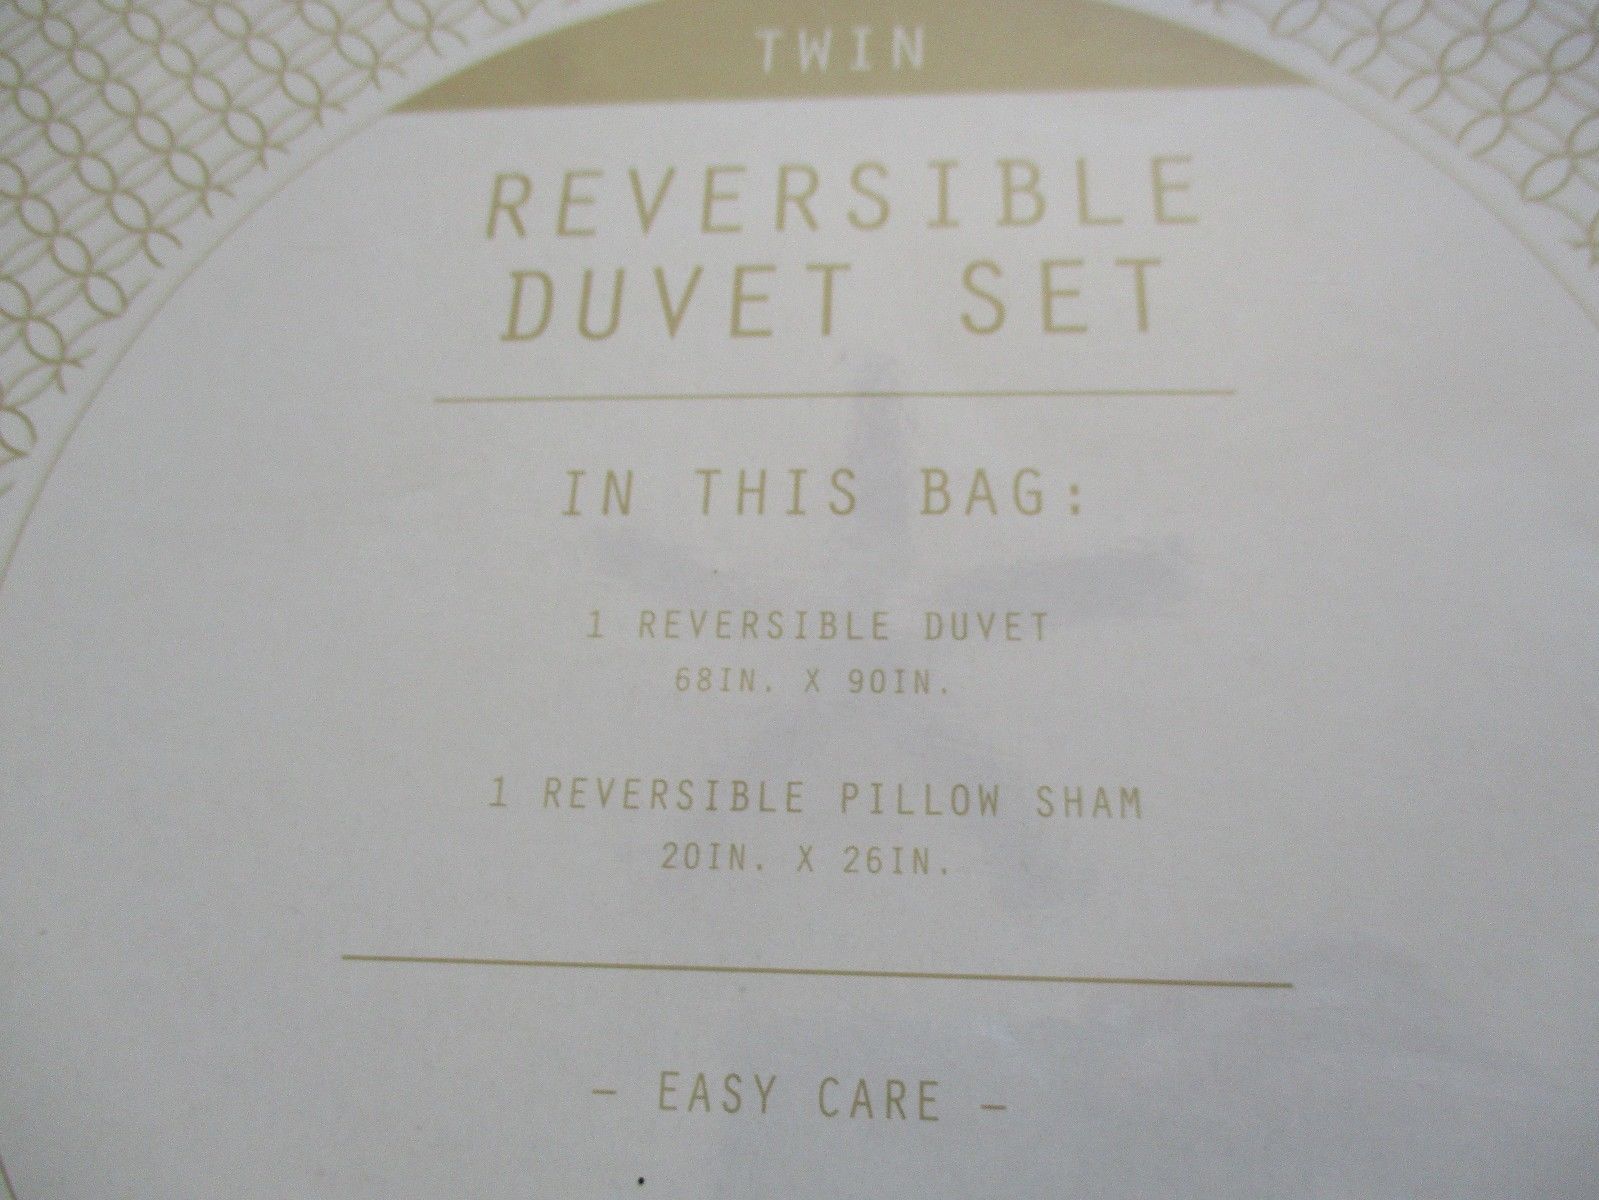 TWIN
REVERSIBLE
DUVET SET
IN THIS BAG:
1 REVERSIBLE DUVET
68IN. X 90IN.
1 REVERSIBLE PILLOW SHAM
20IN. X 26IN.
– EASY CARE –